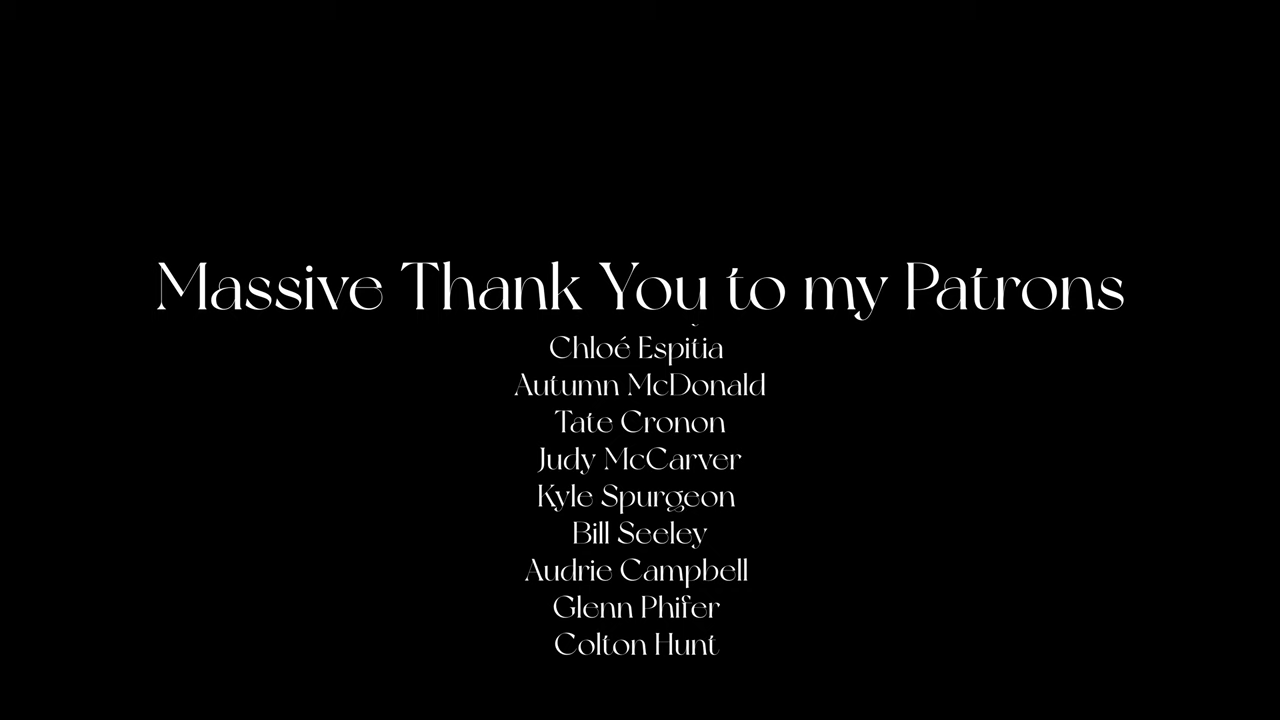 Massive Thank You to my Patrons
Chloé Espitia
Autumn McDonald
Tate Cronon
Judy McCarver
Kyle Spurgeon
Bill Seeley
Audrie Campbell
Glenn Phifer
Colton Hunt